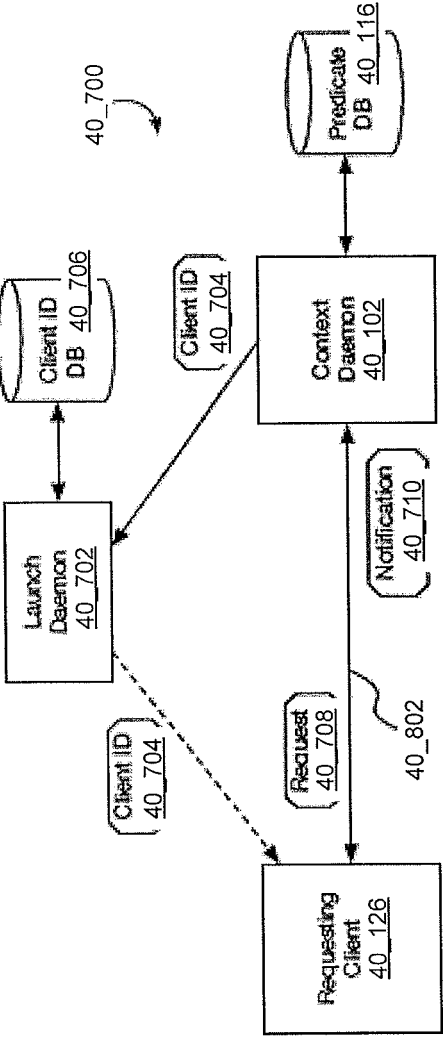 40_700
Launch
Daemon
40_702
Client ID
DB
40_706
Client ID
40_704
Client ID
40_704
Requesting
Client
40_126
Request
40_708
40_802
Notification
40_710
Context
Daemon
40_102
Predicate
DB
40_116